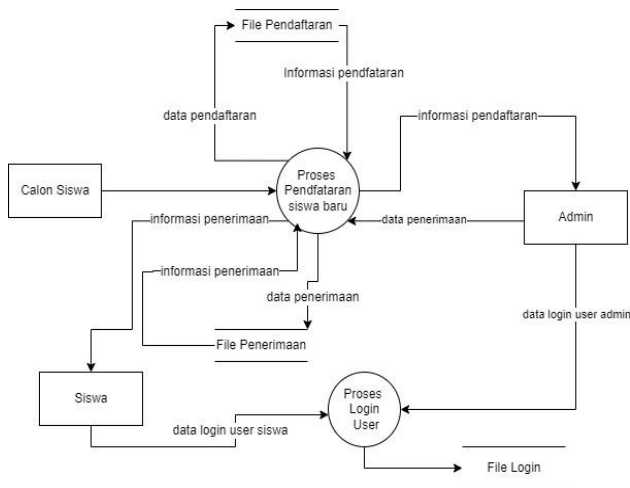 File Pendaftaran
Informasi pendfataran
data pendaftaran
informasi pendaftaran
Proses
Pendfataran
siswa baru
Calon Siswa
Admin
informasi penerimaan
data penerimaan
informasi penerimaan
data penerimaan
data login user admin
File Penerimaan
Siswa
Proses
Login
User
data login user siswa
File Login